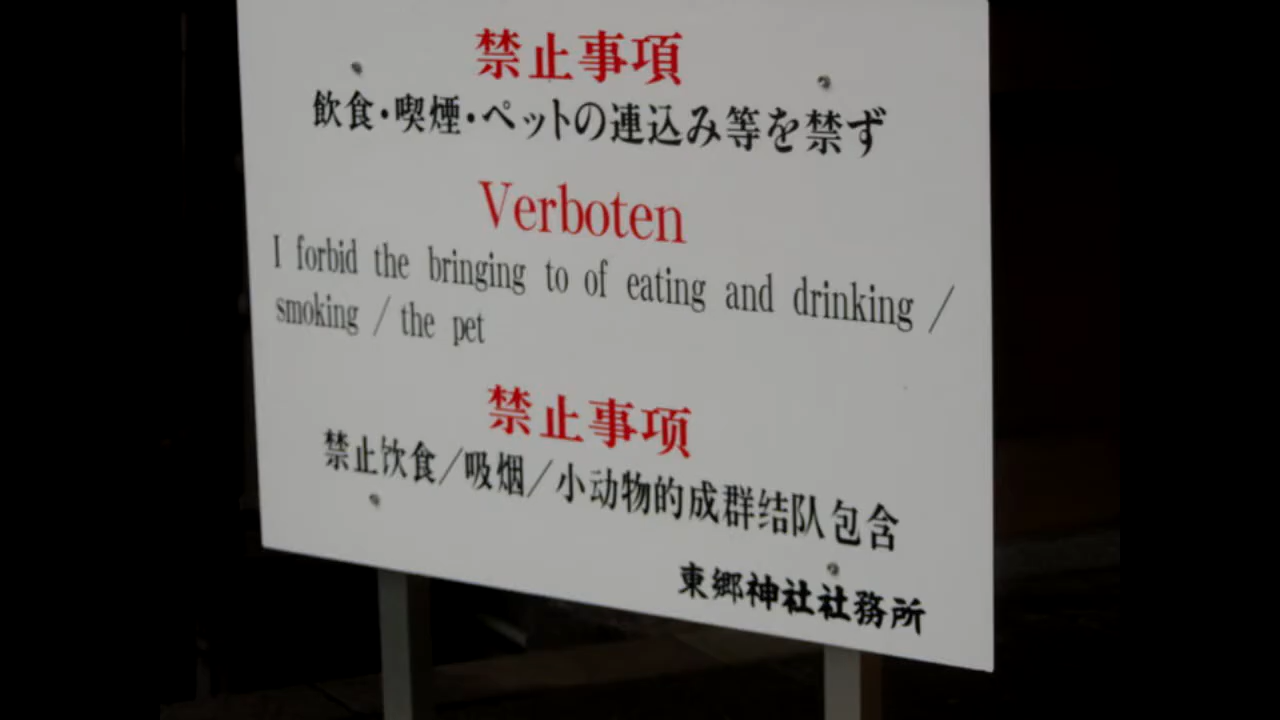 禁止事項
飲食・喫煙・ペットの連込み等を禁ず
Verboten
I forbid the bringing to of eating and drinking /
smoking / the pet
禁止事项
禁止饮食/吸烟/小动物的成群结队包含
東郷神社社務所